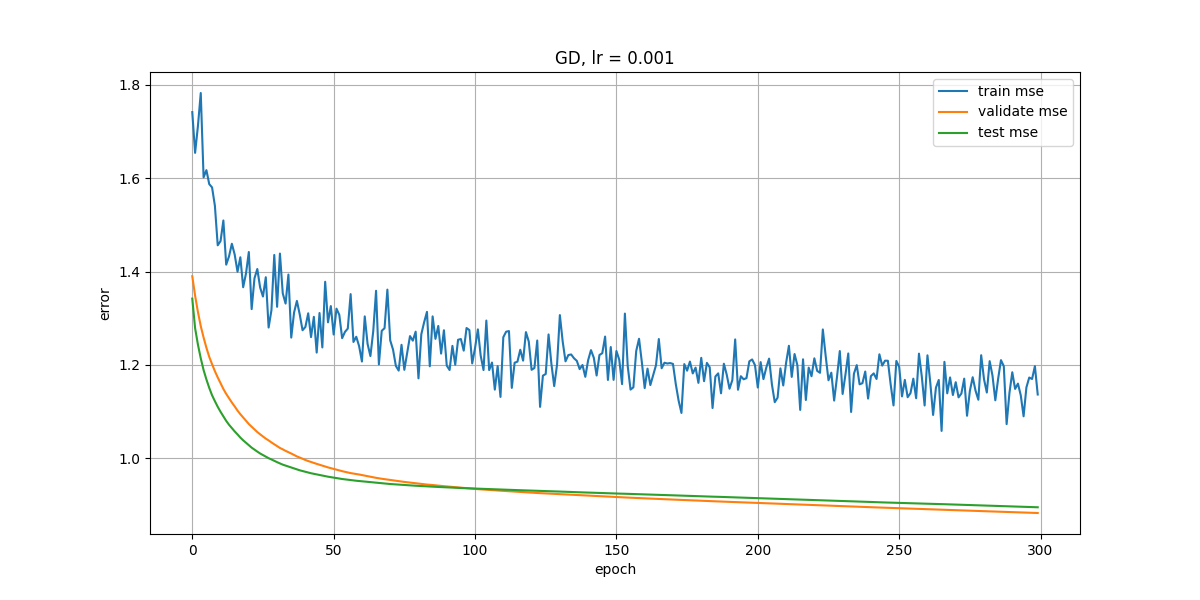 GD, lr = 0.001
error
1.8
1.6
1.4
1.2
1.0
train mse
validate mse
test mse
0 50 100 150 200 250 300
epoch